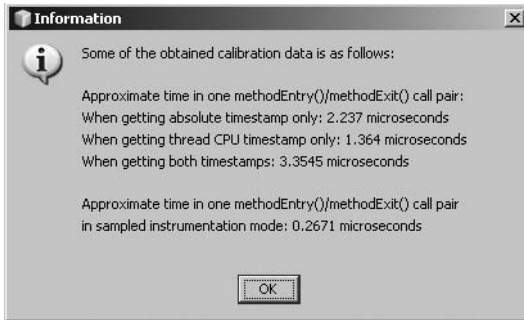 Information
Some of the obtained calibration data is as follows:
Approximate time in one methodEntry()/methodExit() call pair:
When getting absolute timestamp only: 2.237 microseconds
When getting thread CPU timestamp only: 1.364 microseconds
When getting both timestamps: 3.3545 microseconds
Approximate time in one methodEntry()/methodExit() call pair
in sampled instrumentation mode: 0.2671 microseconds
OK